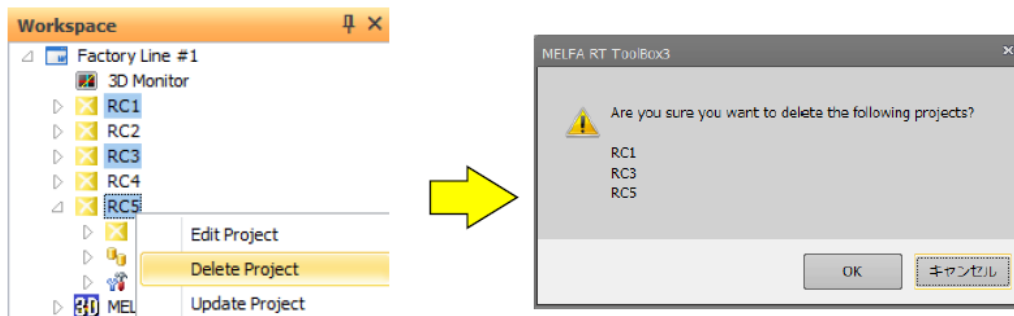 Workspace
Factory Line #1
3D Monitor
RC1
RC2
RC3
RC4
RC5
Edit Project
Delete Project
MEL
Update Project
MELFA RT ToolBox3
Are you sure you want to delete the following projects?
RC1
RC3
RC5
OK
キャンセル